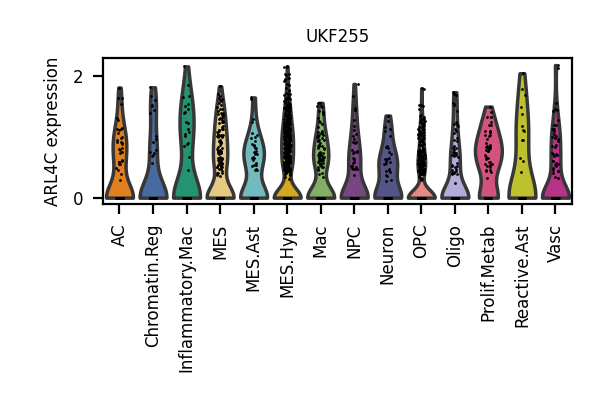 UKF255
ARL4C expression
2
0
AC
Chromatin.Reg
Inflammatory.Mac
MES
MES.Ast
MES.Hyp
Mac
NPC
Neuron
OPC
Oligo
Prolif.Metab
Reactive.Ast
Vasc